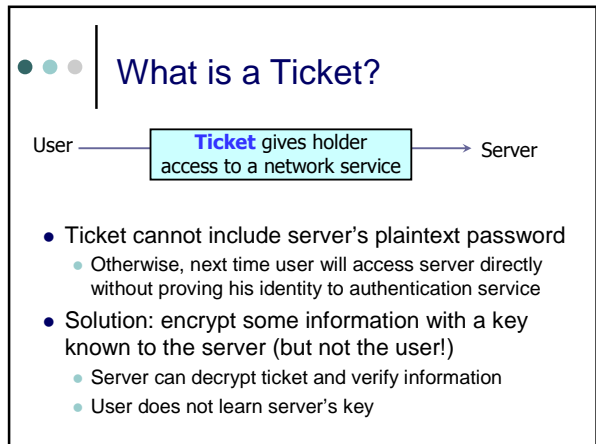 What is a Ticket?
User
Ticket gives holder
access to a network service
Server
Ticket cannot include server's plaintext password
Otherwise, next time user will access server directly
without proving his identity to authentication service
Solution: encrypt some information with a key
known to the server (but not the user!)
Server can decrypt ticket and verify information
User does not learn server's key